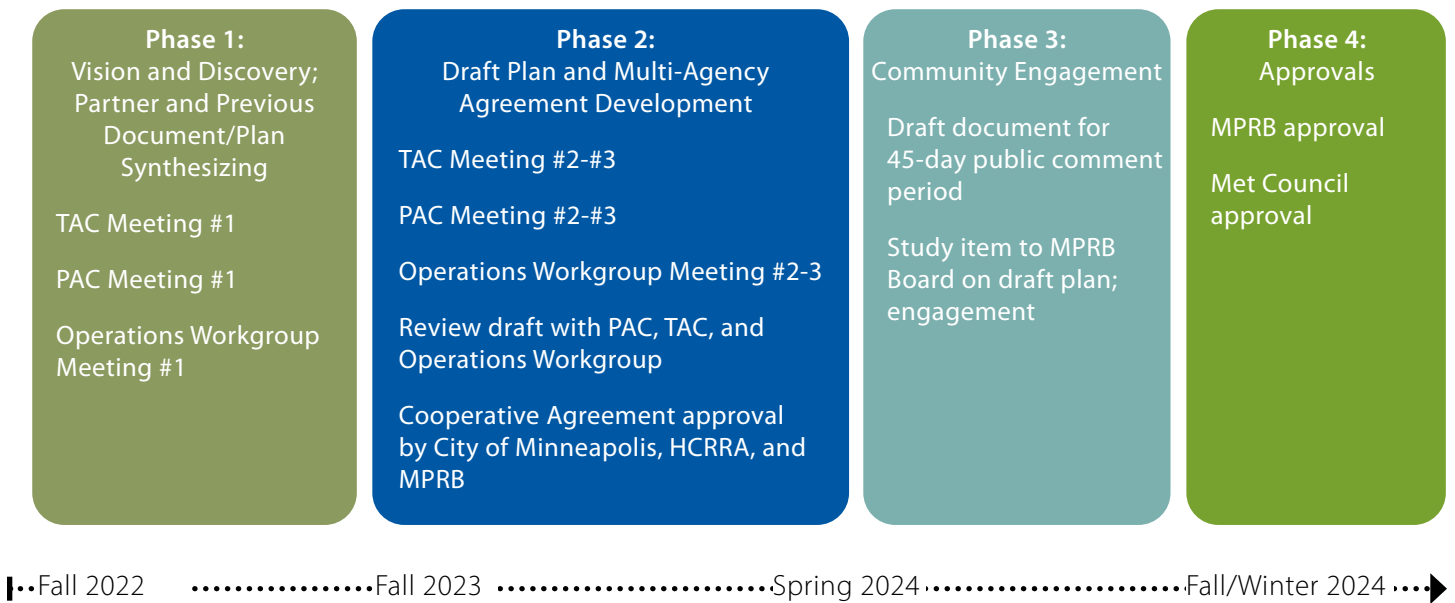 Phase 1:
Vision and Discovery;
Partner and Previous
Document/Plan
Synthesizing
TAC Meeting #1
PAC Meeting #1
Operations Workgroup
Meeting #1
Phase 2:
Draft Plan and Multi-Agency
Agreement Development
TAC Meeting #2-#3
PAC Meeting #2-#3
Operations Workgroup Meeting #2-3
Review draft with PAC, TAC, and
Operations Workgroup
Cooperative Agreement approval
by City of Minneapolis, HCRRA, and
MPRB
Phase 3:
Community Engagement
Draft document for
45-day public comment
period
Study item to MPRB
Board on draft plan;
engagement
Phase 4:
Approvals
MPRB approval
Met Council
approval
Fall 2022
Fall 2023
Spring 2024
Fall/Winter 2024